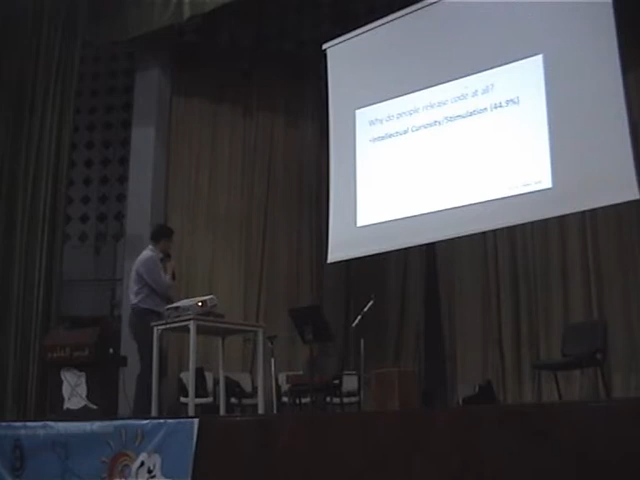 Why do people release code at all?
•Intellectual Curiosity/Stimulation (44.9%)